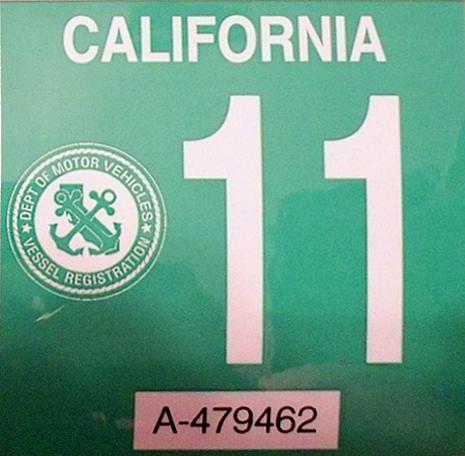 CALIFORNIA
11
DEPT OF MOTOR VEHICLES
VESSEL REGISTRATION
A-479462